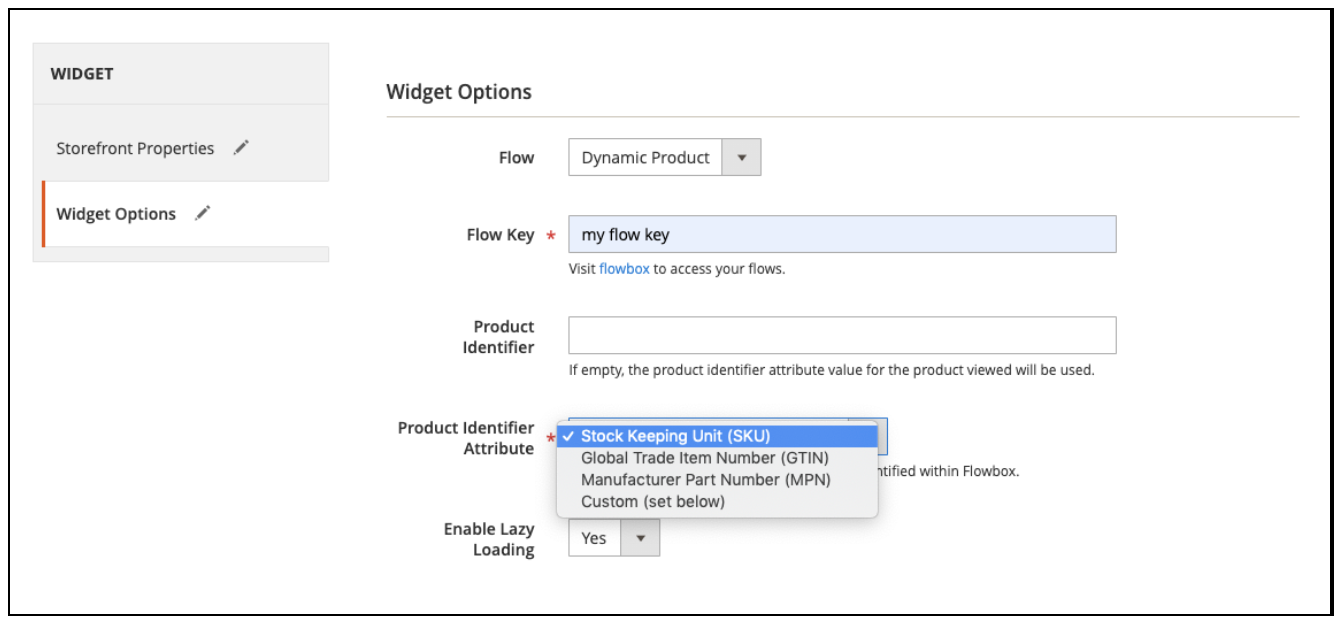 WIDGET
Storefront Properties
Widget Options
Widget Options
Flow
Dynamic Product
Flow Key *
my flow key
Visit flowbox to access your flows.
Product
Identifier
If empty, the product identifier attribute value for the product viewed will be used.
Product Identifier
Attribute *
✓ Stock Keeping Unit (SKU)
Global Trade Item Number (GTIN)
Manufacturer Part Number (MPN)
Custom (set below)
within Flowbox.
Enable Lazy
Loading
Yes